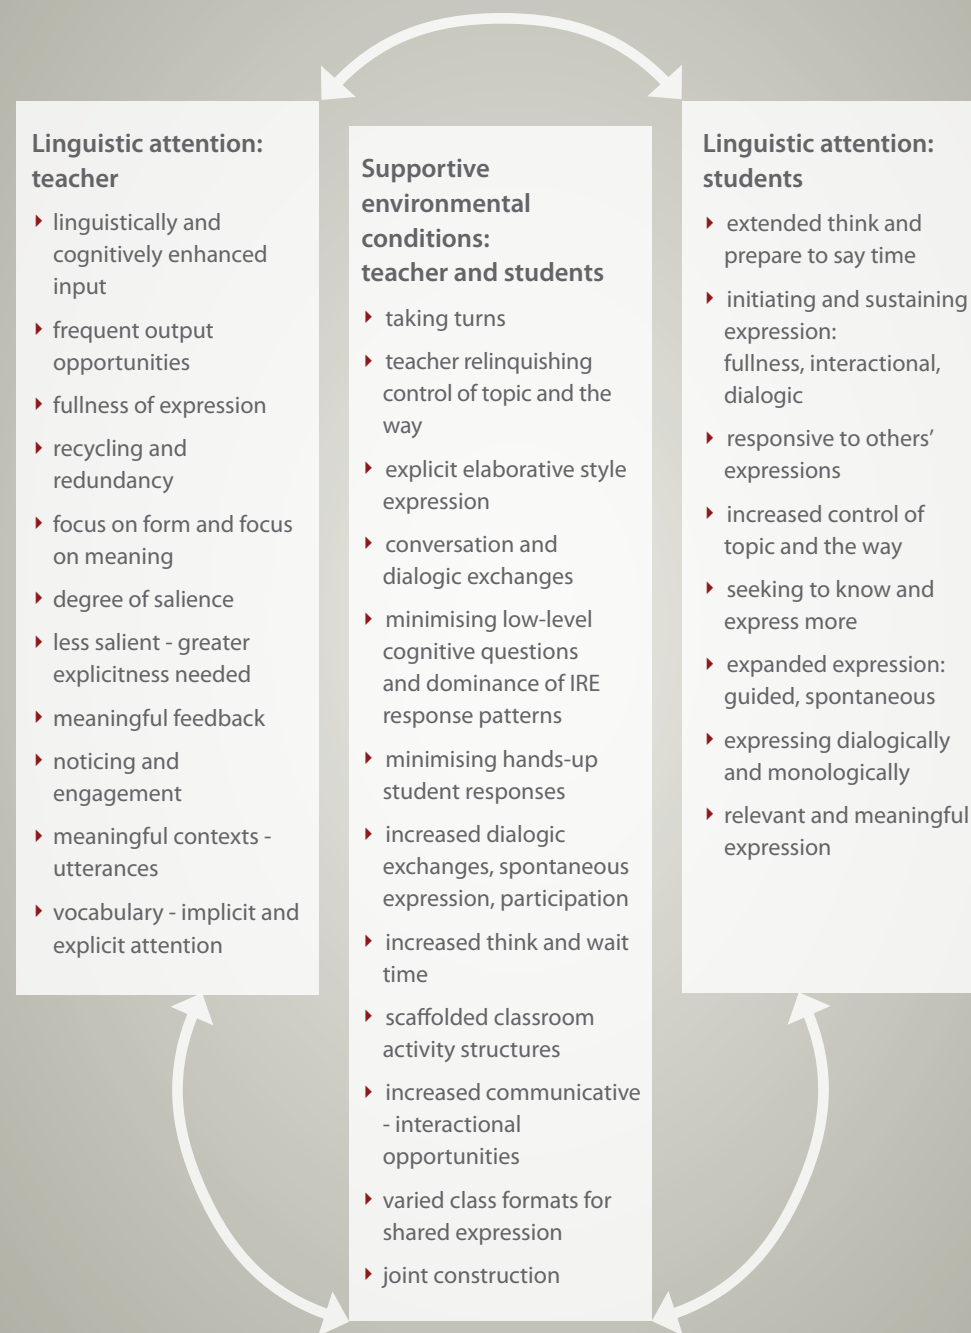 Linguistic attention:
teacher
linguistically and
cognitively enhanced
input
frequent output
opportunities
fullness of expression
recycling and
redundancy
focus on form and focus
on meaning
degree of salience
less salient - greater
explicitness needed
meaningful feedback
noticing and
engagement
meaningful contexts -
utterances
vocabulary - implicit and
explicit attention
Supportive
environmental
conditions:
teacher and students
taking turns
teacher relinquishing
control of topic and the
way
explicit elaborative style
expression
conversation and
dialogic exchanges
minimising low-level
cognitive questions
and dominance of IRE
response patterns
minimising hands-up
student responses
increased dialogic
exchanges, spontaneous
expression, participation
increased think and wait
time
scaffolded classroom
activity structures
increased communicative
- interactional
opportunities
varied class formats for
shared expression
joint construction
Linguistic attention:
students
extended think and
prepare to say time
initiating and sustaining
expression:
fullness, interactional,
dialogic
responsive to others’
expressions
increased control of
topic and the way
seeking to know and
express more
expanded expression:
guided, spontaneous
expressing dialogically
and monologically
relevant and meaningful
expression